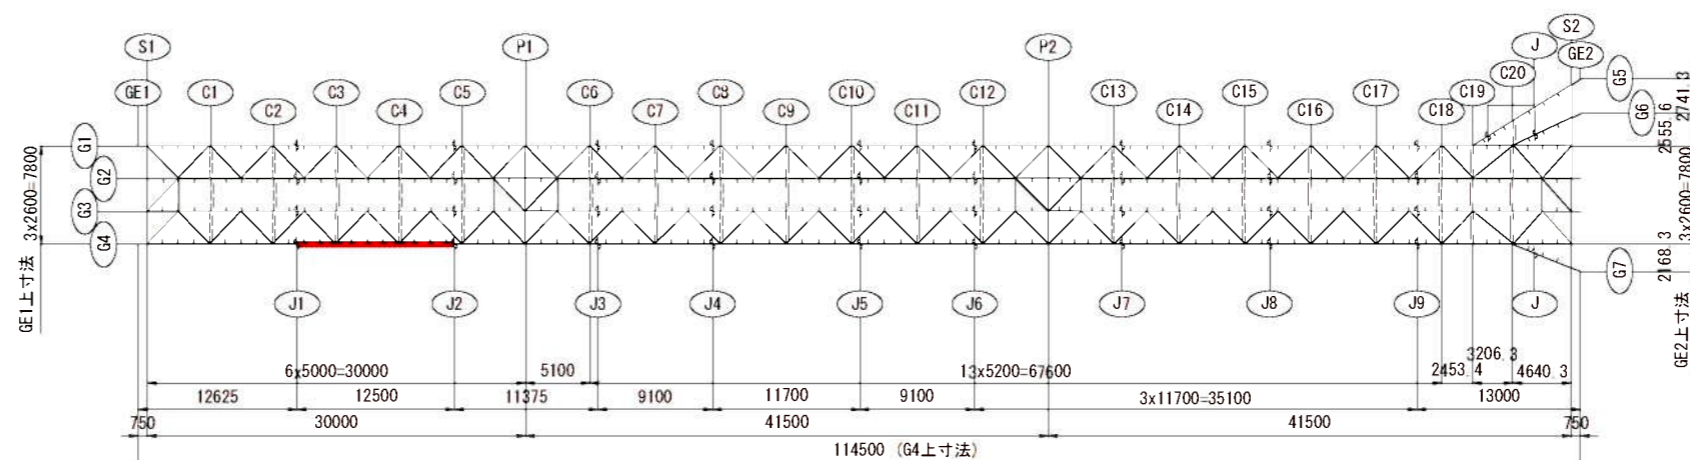 S1
P1
P2
S2
J
GE2
GE1
C1
C2
C3
C4
C5
C6
C7
C8
C9
C10
C11
C12
C13
C14
C15
C16
C17
C18
C19
C20
G5
G6
2741.3
2555.6
G1
G2
G3
G4
GE1上寸法 3x2600=7800
3x2600=7800
2168.3
G7
GE2上寸法
J1
J2
J3
J4
J5
J6
J7
J8
J9
J
6x5000=30000
5100
13x5200=67600
2453.4
3206.3
4640.3
12625
12500
11375
9100
11700
9100
3x11700=35100
13000
750
30000
41500
41500
750
114500 (G4上寸法)